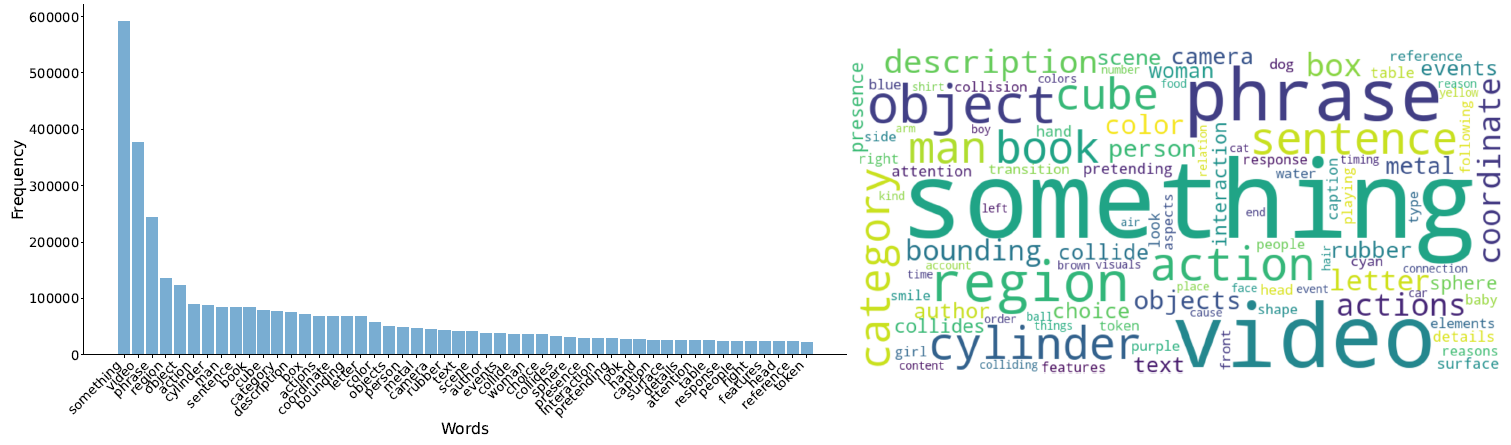 600000
500000
400000
300000
200000
100000
0
Frequency
something
video
phrase
region
object
action
cylinder
man
sentence
book
cube
category
description
box
actions
coordinate
bounding
letter
color
objects
person
metal
camera
rubber
text
scene
author
events
collide
woman
choice
collides
sphere
presence
interaction
pretending
look
hand
caption
surface
details
attention
table
response
people
right
features
head
reference
token
Words
description scene camera reference
number woman dog box table events
blue shirt collision colors food reason
presence object cube phrase yellow
side arm boy hand color sentence coordinate
man book person relation cat following
right attention transition pretending response timing metal
kind something water caption playing type
category left air look aspects interaction end
bounding collide people hair rubber
time account brown visuals action cyan connection
region place face head event letter sphere
smile author choice objects shape car actions baby
order ball things cause elements
collides token cylinder video details
girl purple front reasons
content features text surface